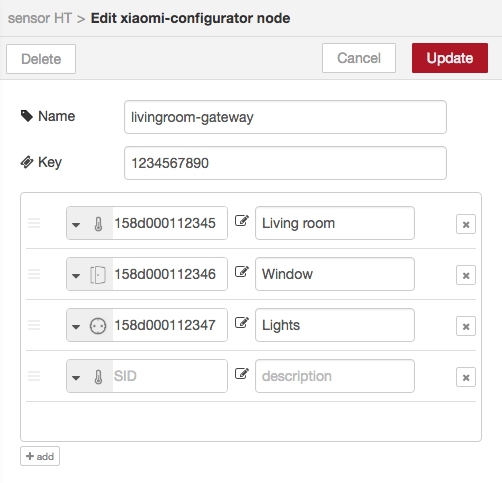 sensor HT > Edit xiaomi-configurator node
Delete Cancel Update
Name livingroom-gateway
Key 1234567890
158d000112345 Living room
158d000112346 Window
158d000112347 Lights
SID description
+ add